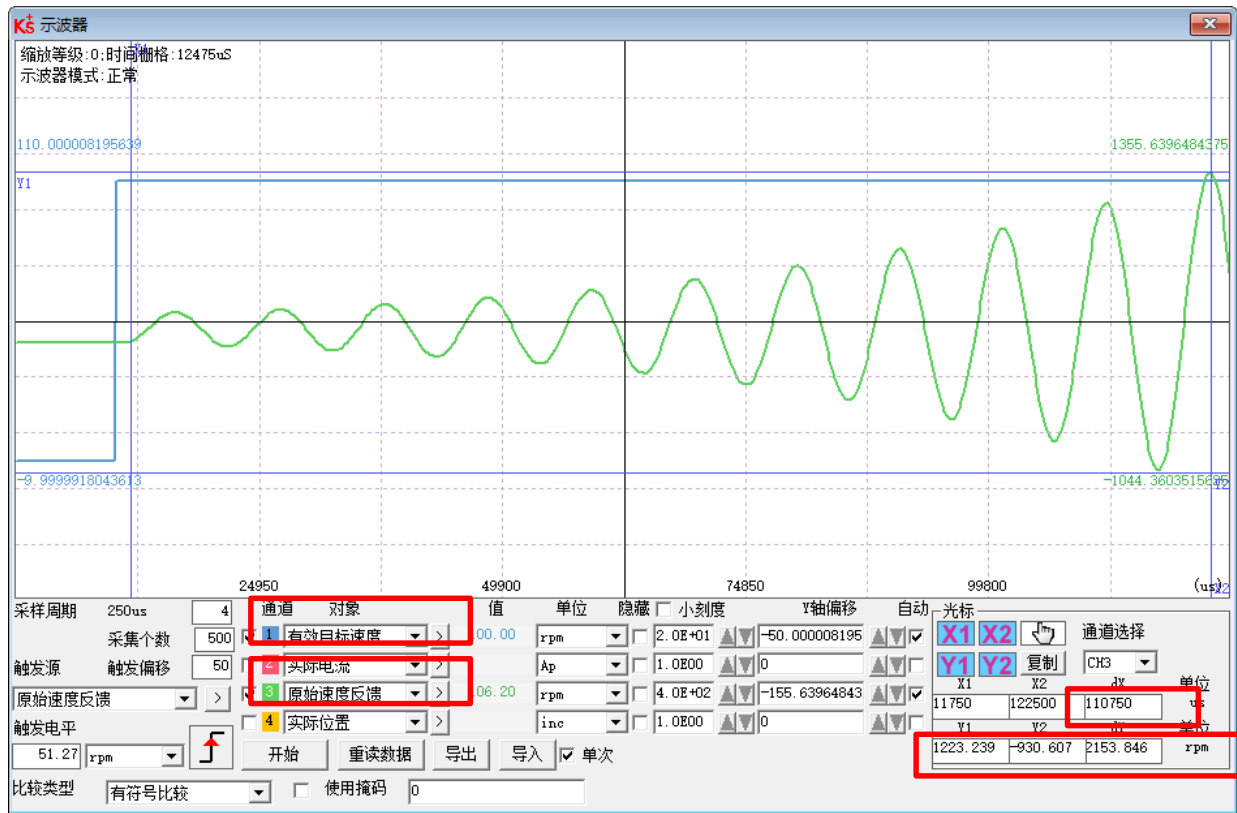 Ks+ 示波器
缩放等级:0;时间栅格:12475uS
示波器模式:正常
110.000008195639
1355.6396484375
Y1
-9.9999918043613
-1044.3603515625
24950 49900 74850 99800 (us)
采样周期 250us 4 通道 对象 值 单位 隐藏 小刻度 Y轴偏移 自动 光标
采集个数 500 1 有效目标速度 > 00.00 rpm 2.0E+01 -50.000008195 X1 X2 通道选择
触发源 触发偏移 50 2 实际电流 > Ap 1.0E00 0 Y1 Y2 复制 CH3
原始速度反馈 > 3 原始速度反馈 > 06.20 rpm 4.0E+02 -155.63964843 X1 X2 dX 单位
11750 122500 110750 us
触发电平 4 实际位置 > inc 1.0E00 0 Y1 Y2 dY 单位
51.27 rpm 开始 重读数据 导出 导入 单次 1223.239 -930.607 2153.846 rpm
比较类型 有符号比较 使用掩码 0